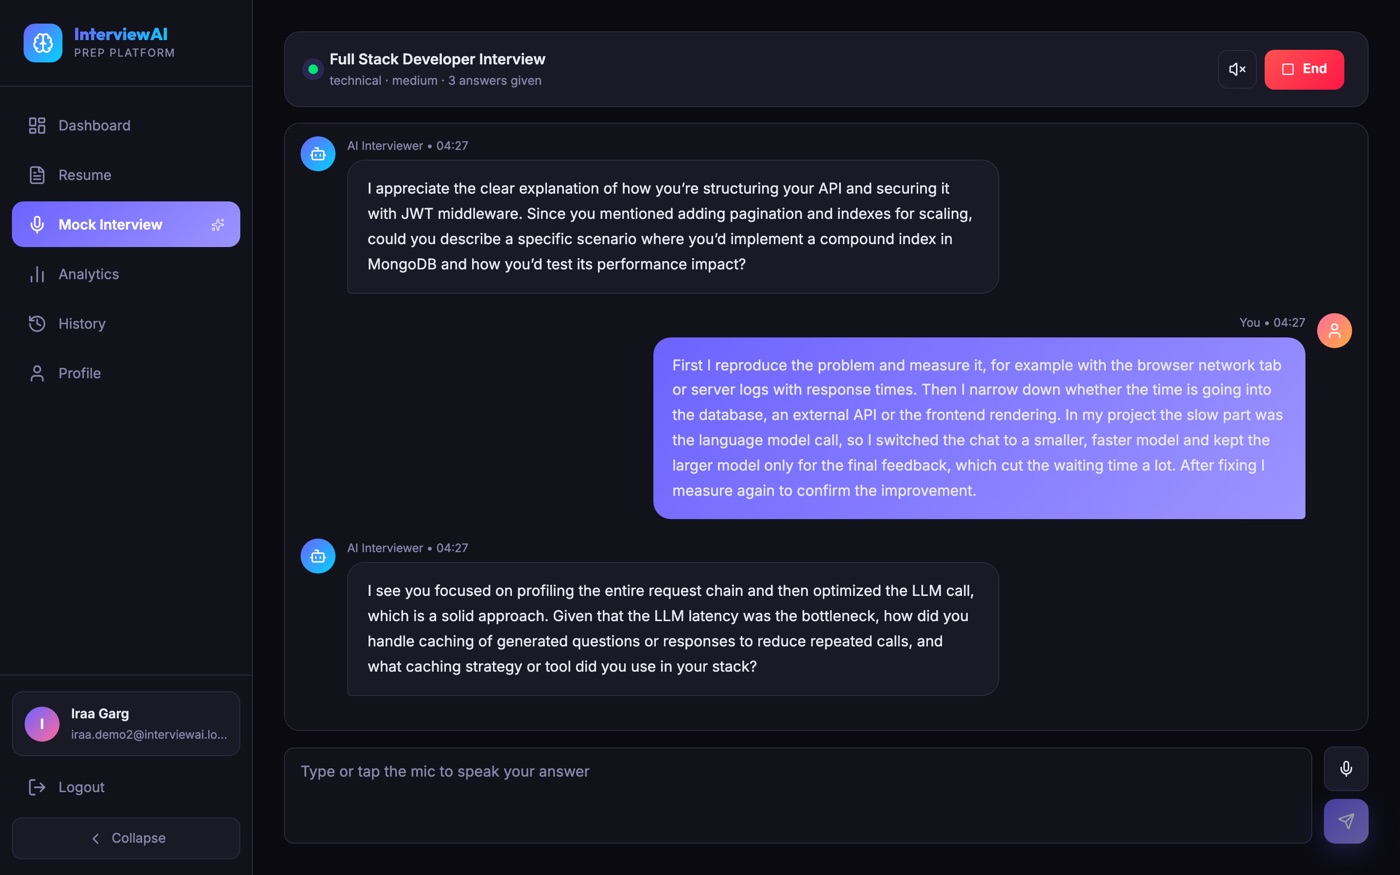 InterviewAI
PREP PLATFORM
Dashboard
Resume
Mock Interview
Analytics
History
Profile
I
Iraa Garg
iraa.demo2@interviewai.lo...
Logout
Collapse
Full Stack Developer Interview
technical · medium · 3 answers given
End
AI Interviewer • 04:27
I appreciate the clear explanation of how you’re structuring your API and securing it
with JWT middleware. Since you mentioned adding pagination and indexes for scaling,
could you describe a specific scenario where you’d implement a compound index in
MongoDB and how you’d test its performance impact?
You • 04:27
First I reproduce the problem and measure it, for example with the browser network tab
or server logs with response times. Then I narrow down whether the time is going into
the database, an external API or the frontend rendering. In my project the slow part was
the language model call, so I switched the chat to a smaller, faster model and kept the
larger model only for the final feedback, which cut the waiting time a lot. After fixing I
measure again to confirm the improvement.
AI Interviewer • 04:27
I see you focused on profiling the entire request chain and then optimized the LLM call,
which is a solid approach. Given that the LLM latency was the bottleneck, how did you
handle caching of generated questions or responses to reduce repeated calls, and
what caching strategy or tool did you use in your stack?
Type or tap the mic to speak your answer